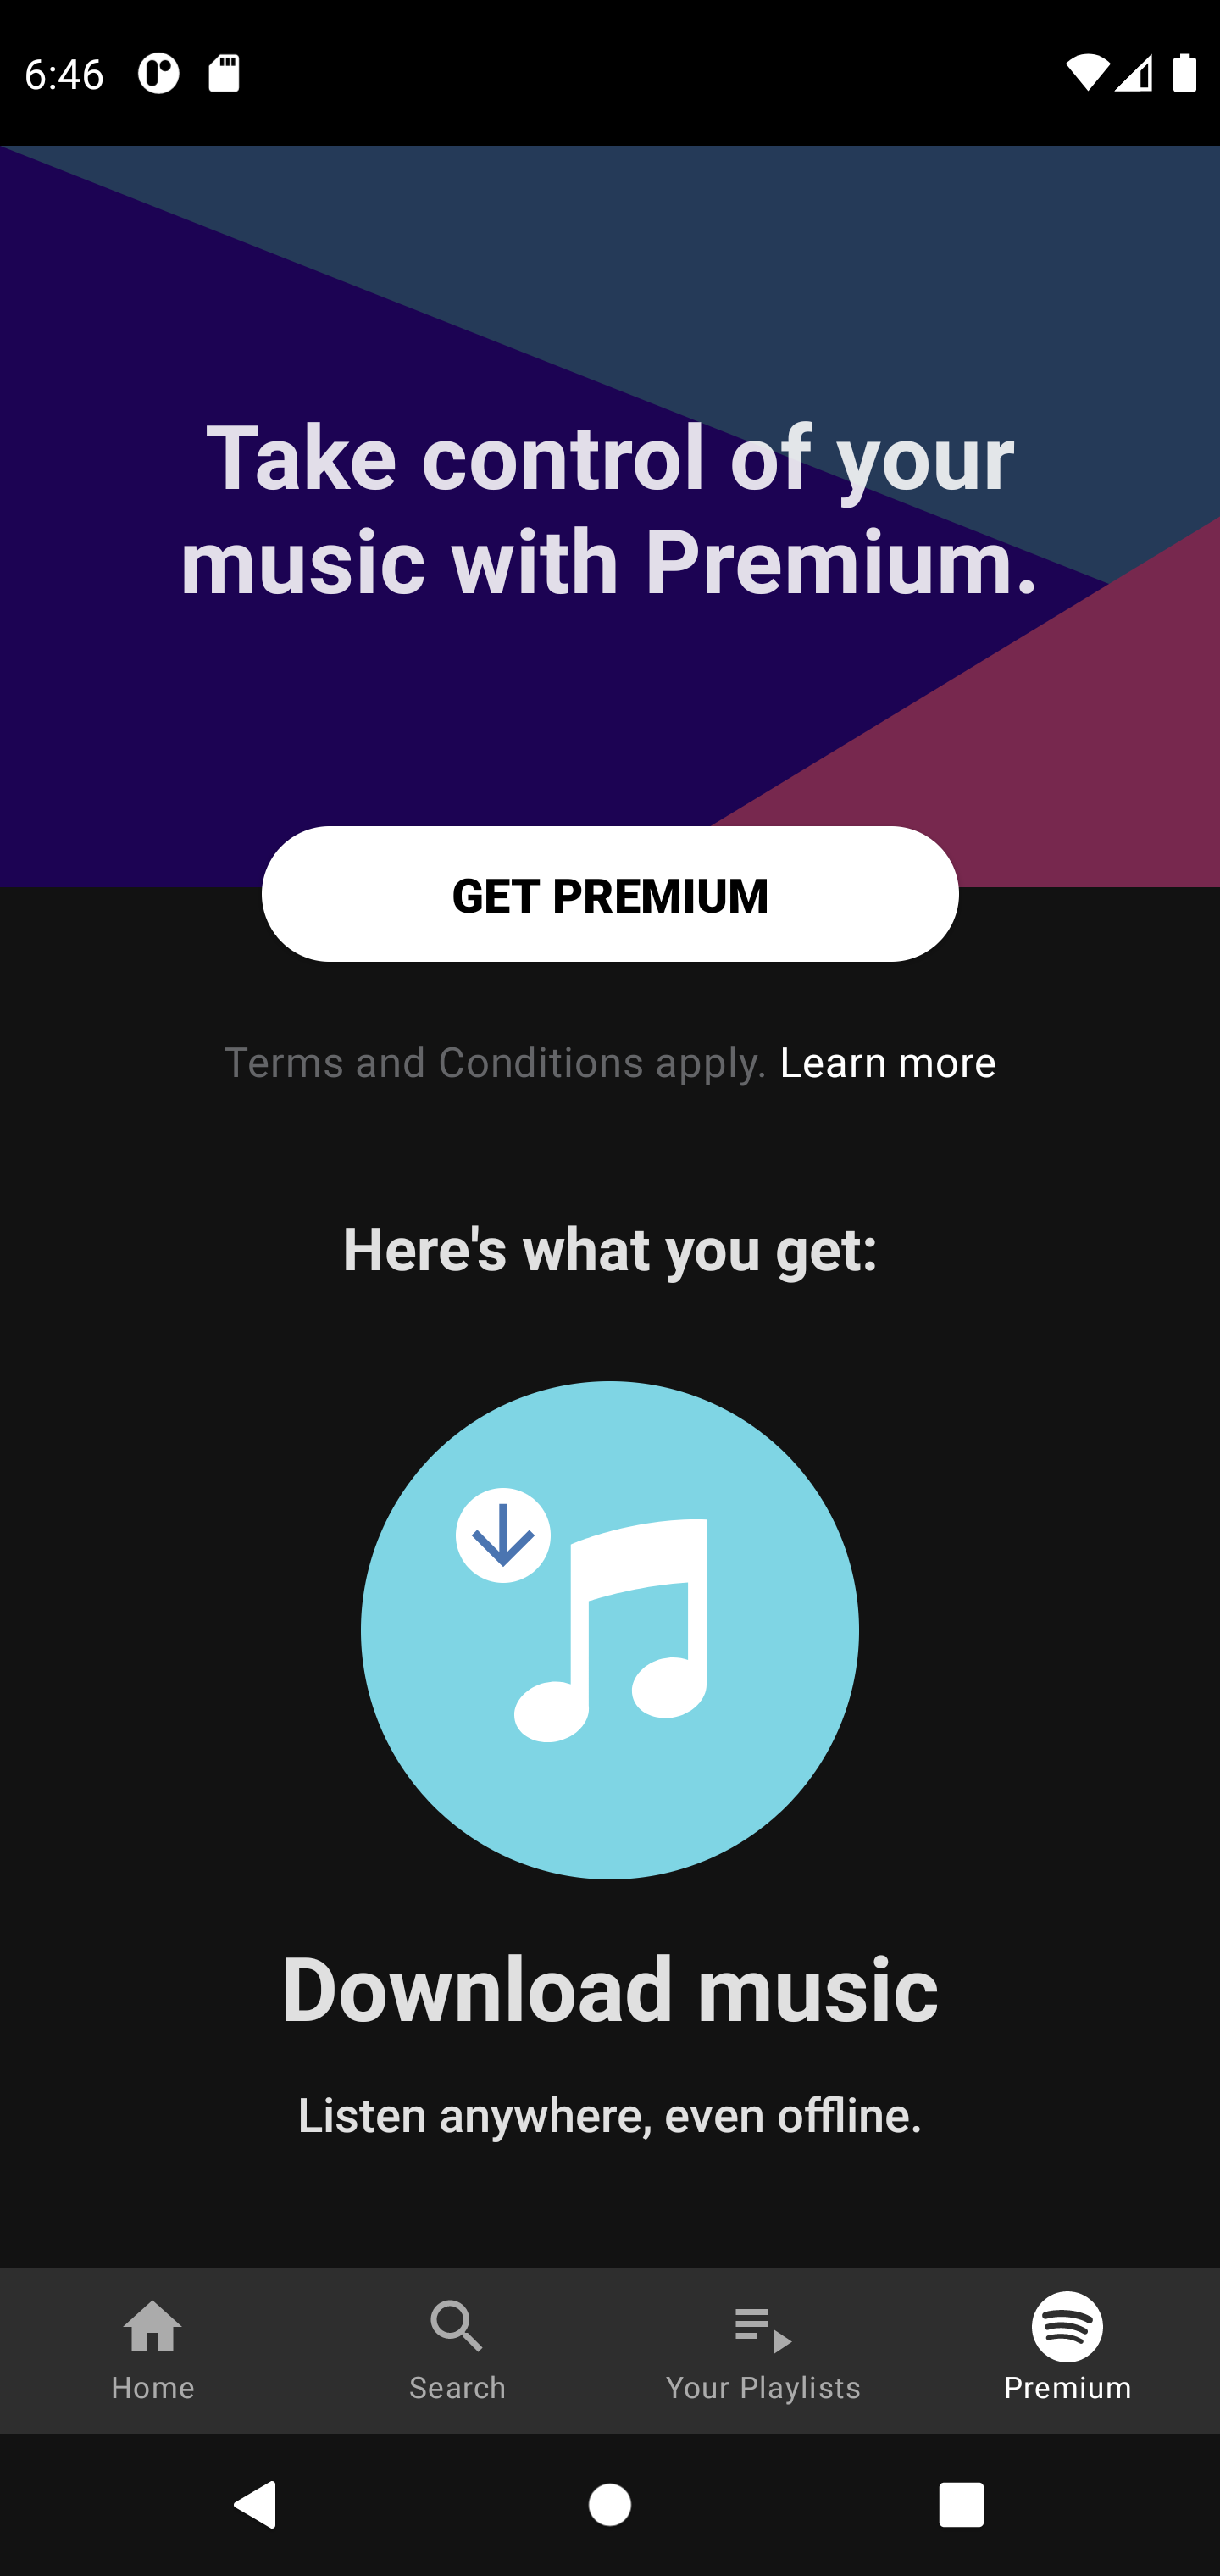 6:46
Take control of your
music with Premium.
GET PREMIUM
Terms and Conditions apply. Learn more
Here's what you get:
Download music
Listen anywhere, even offline.
Home
Search
Your Playlists
Premium